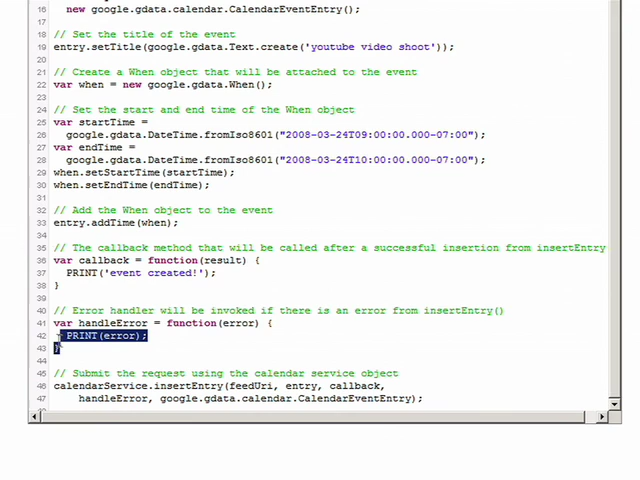 16 new google.gdata.calendar.CalendarEventEntry();
17
18 // Set the title of the event
19 entry.setTitle(google.gdata.Text.create('youtube video shoot'));
20
21 // Create a When object that will be attached to the event
22 var when = new google.gdata.When();
23
24 // Set the start and end time of the When object
25 var startTime =
26 google.gdata.DateTime.fromIso8601("2008-03-24T09:00:00.000-07:00");
27 var endTime =
28 google.gdata.DateTime.fromIso8601("2008-03-24T10:00:00.000-07:00");
29 when.setStartTime(startTime);
30 when.setEndTime(endTime);
31
32 // Add the When object to the event
33 entry.addTime(when);
34
35 // The callback method that will be called after a successful insertion from insertEntry
36 var callback = function(result) {
37 PRINT('event created!');
38 }
39
40 // Error handler will be invoked if there is an error from insertEntry()
41 var handleError = function(error) {
42 PRINT(error);
43 }
44
45 // Submit the request using the calendar service object
46 calendarService.insertEntry(feedUri, entry, callback,
47 handleError, google.gdata.calendar.CalendarEventEntry);